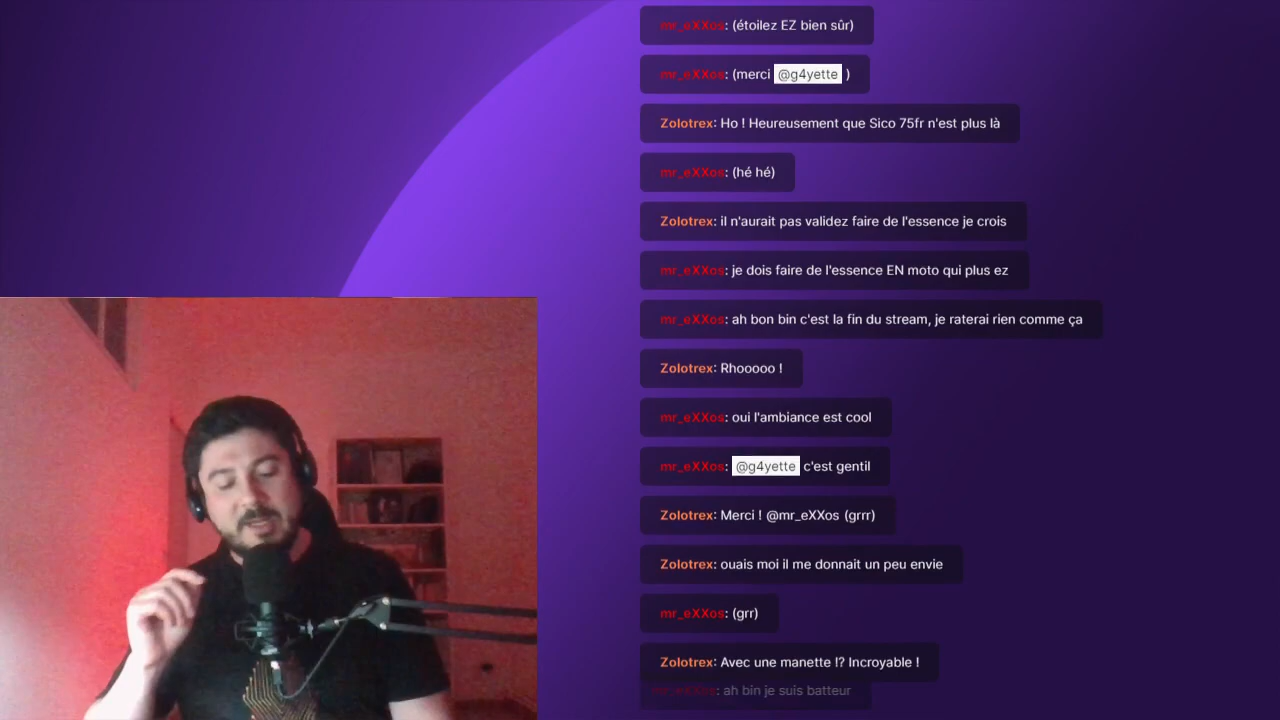 mr_eXXos: (étoilez EZ bien sûr)
mr_eXXos: (merci @g4yette )
Zolotrex: Ho ! Heureusement que Sico 75fr n'est plus là
mr_eXXos: (hé hé)
Zolotrex: il n'aurait pas validez faire de l'essence je crois
mr_eXXos: je dois faire de l'essence EN moto qui plus ez
mr_eXXos: ah bon bin c'est la fin du stream, je raterai rien comme ça
Zolotrex: Rhooooo !
mr_eXXos: oui l'ambiance est cool
mr_eXXos: @g4yette c'est gentil
Zolotrex: Merci ! @mr_eXXos (grrr)
Zolotrex: ouais moi il me donnait un peu envie
mr_eXXos: (grr)
Zolotrex: Avec une manette !? Incroyable !
mr_eXXos: ah bin je suis batteur